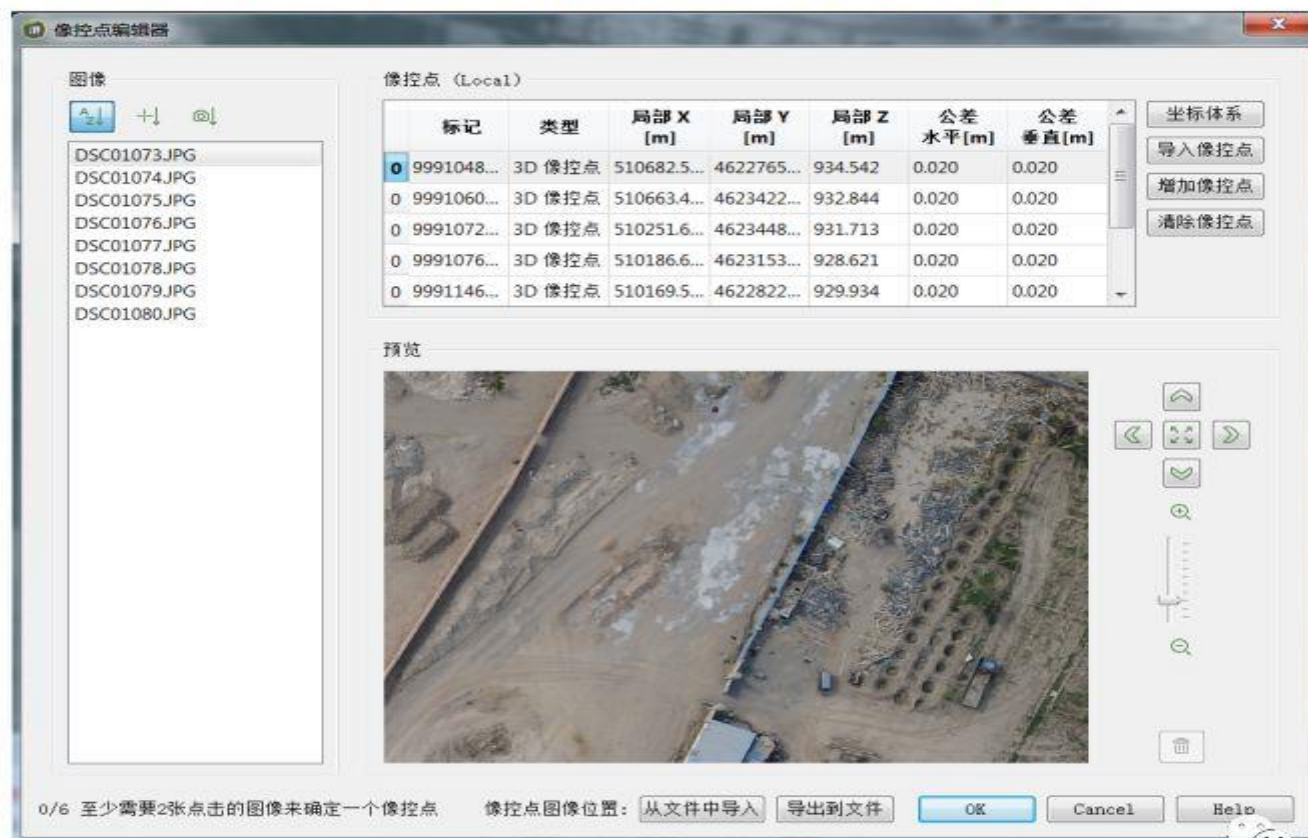 像控点编辑器
图像
DSC01073.JPG
DSC01074.JPG
DSC01075.JPG
DSC01076.JPG
DSC01077.JPG
DSC01078.JPG
DSC01079.JPG
DSC01080.JPG
像控点 (Local)
标记 类型 局部 X [m] 局部 Y [m] 局部 Z [m] 公差 水平[m] 公差 垂直[m]
0 9991048... 3D 像控点 510682.5... 4622765... 934.542 0.020 0.020
0 9991060... 3D 像控点 510663.4... 4623422... 932.844 0.020 0.020
0 9991072... 3D 像控点 510251.6... 4623448... 931.713 0.020 0.020
0 9991076... 3D 像控点 510186.6... 4623153... 928.621 0.020 0.020
0 9991146... 3D 像控点 510169.5... 4622822... 929.934 0.020 0.020
坐标体系
导入像控点
增加像控点
清除像控点
预览
0/6 至少需要2张点击的图像来确定一个像控点 像控点图像位置: 从文件中导入 导出到文件 OK Cancel Help